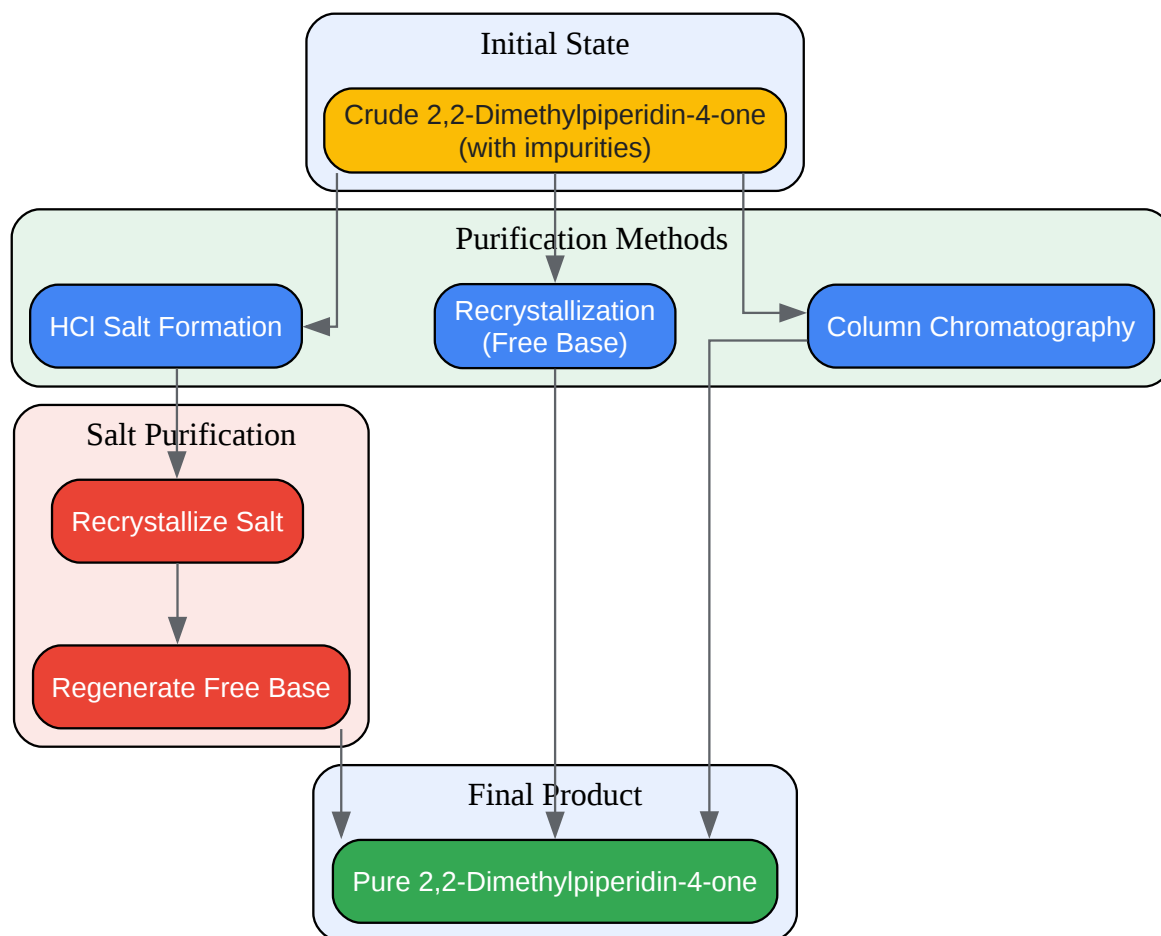 Initial State
Crude 2,2-Dimethylpiperidin-4-one
(with impurities)
Purification Methods
HCl Salt Formation
Recrystallization
(Free Base)
Column Chromatography
Salt Purification
Recrystallize Salt
Regenerate Free Base
Final Product
Pure 2,2-Dimethylpiperidin-4-one